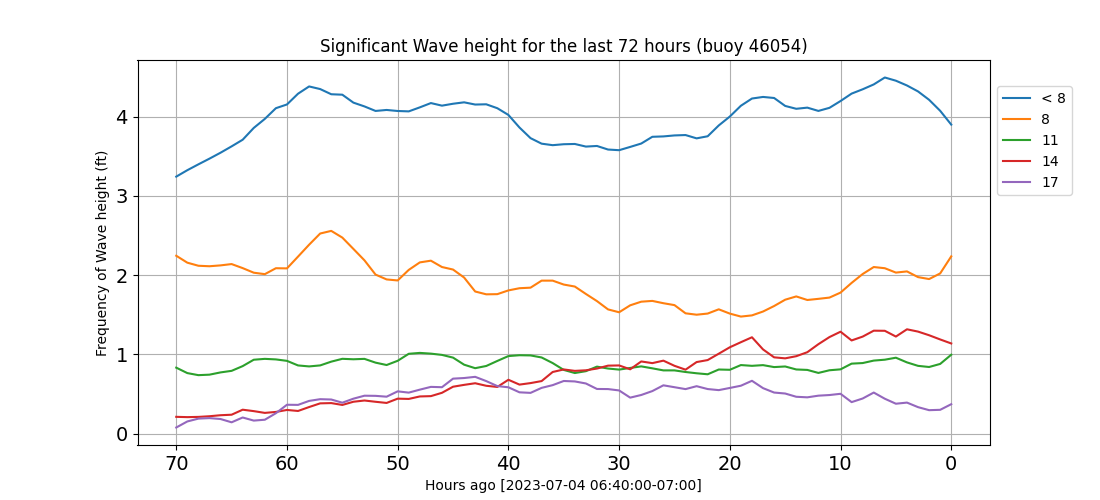 Significant Wave height for the last 72 hours (buoy 46054)
Frequency of Wave height (ft)
4
3
2
1
0
70 60 50 40 30 20 10 0
Hours ago [2023-07-04 06:40:00-07:00]
< 8
8
11
14
17